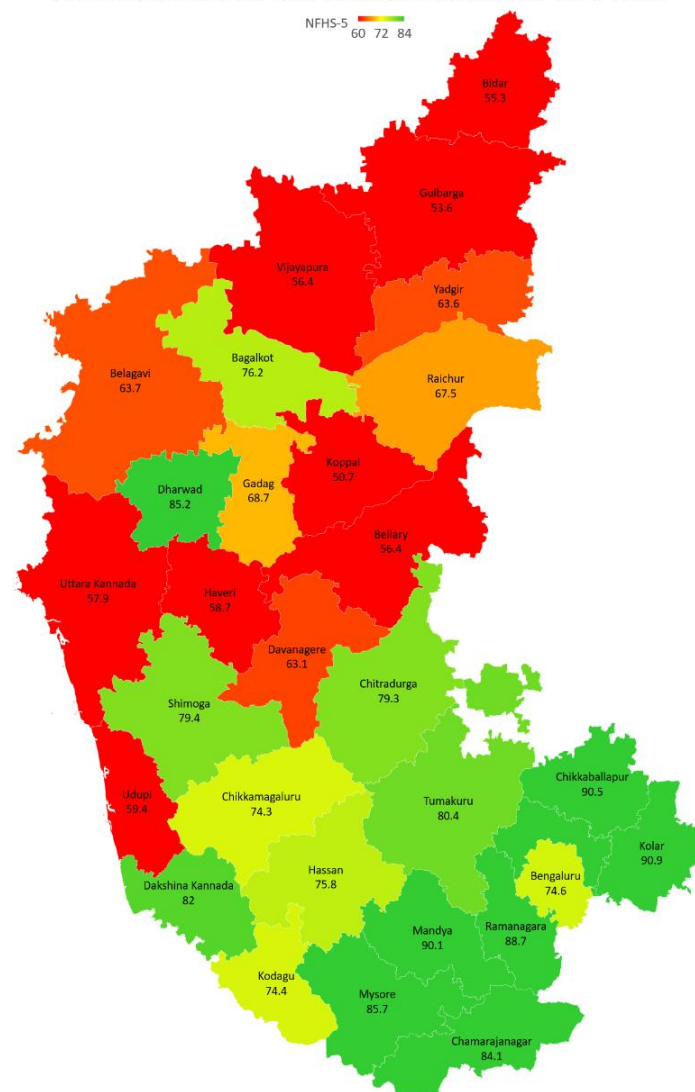 NFHS-5
60 72 84
Bidar
55.3
Gulbarga
53.6
Vijayapura
56.4
Yadgir
63.6
Bagalkot
76.2
Belagavi
63.7
Raichur
67.5
Koppal
50.7
Gadag
68.7
Dharwad
85.2
Bellary
56.4
Uttara Kannada
57.9
Haveri
58.7
Davanagere
63.1
Chitradurga
79.3
Shimoga
79.4
Chikkaballapur
90.5
Udupi
59.4
Chikkamagaluru
74.3
Tumakuru
80.4
Kolar
90.9
Hassan
75.8
Bengaluru
74.6
Dakshina Kannada
82
Mandya
90.1
Ramanagara
88.7
Kodagu
74.4
Mysore
85.7
Chamarajanagar
84.1